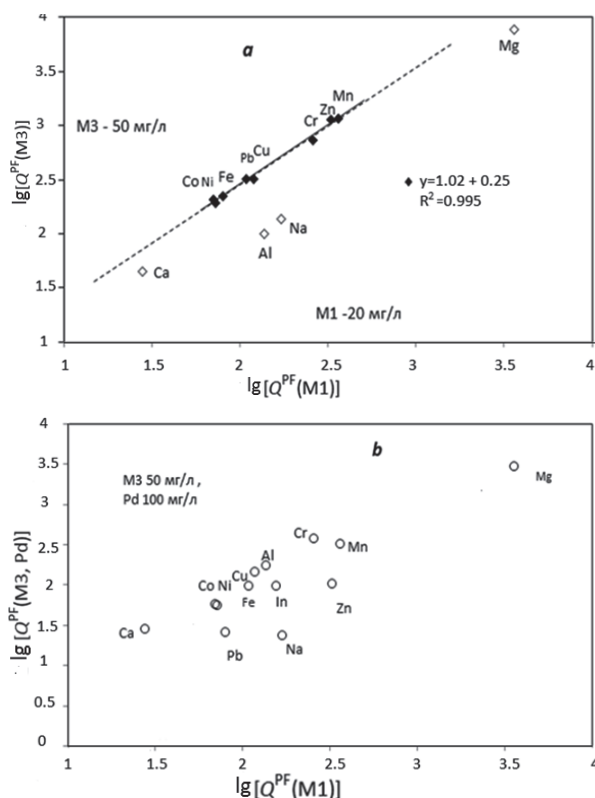 4
3.5
3
2.5
2
1.5
1
lg[Q^PF(M3)]
a
Mg
M3 - 50 мг/л
Mn
Zn
Cr
Cu
Pb
Fe
Co Ni
y=1.02 + 0.25
R² =0.995
Na
Al
Ca
M1 -20 мг/л
1 1.5 2 2.5 3 3.5 4
lg[Q^PF(M1)]
4
3.5
3
2.5
2
1.5
1
0.5
0
lg [Q^PF(M3, Pd)]
b
M3 50 мг/л ,
Pd 100 мг/л
Mg
Cr
Mn
Al
Cu
Co Ni
Fe
In
Zn
Ca
Pb
Na
1 1.5 2 2.5 3 3.5 4
lg[Q^PF(M1)]